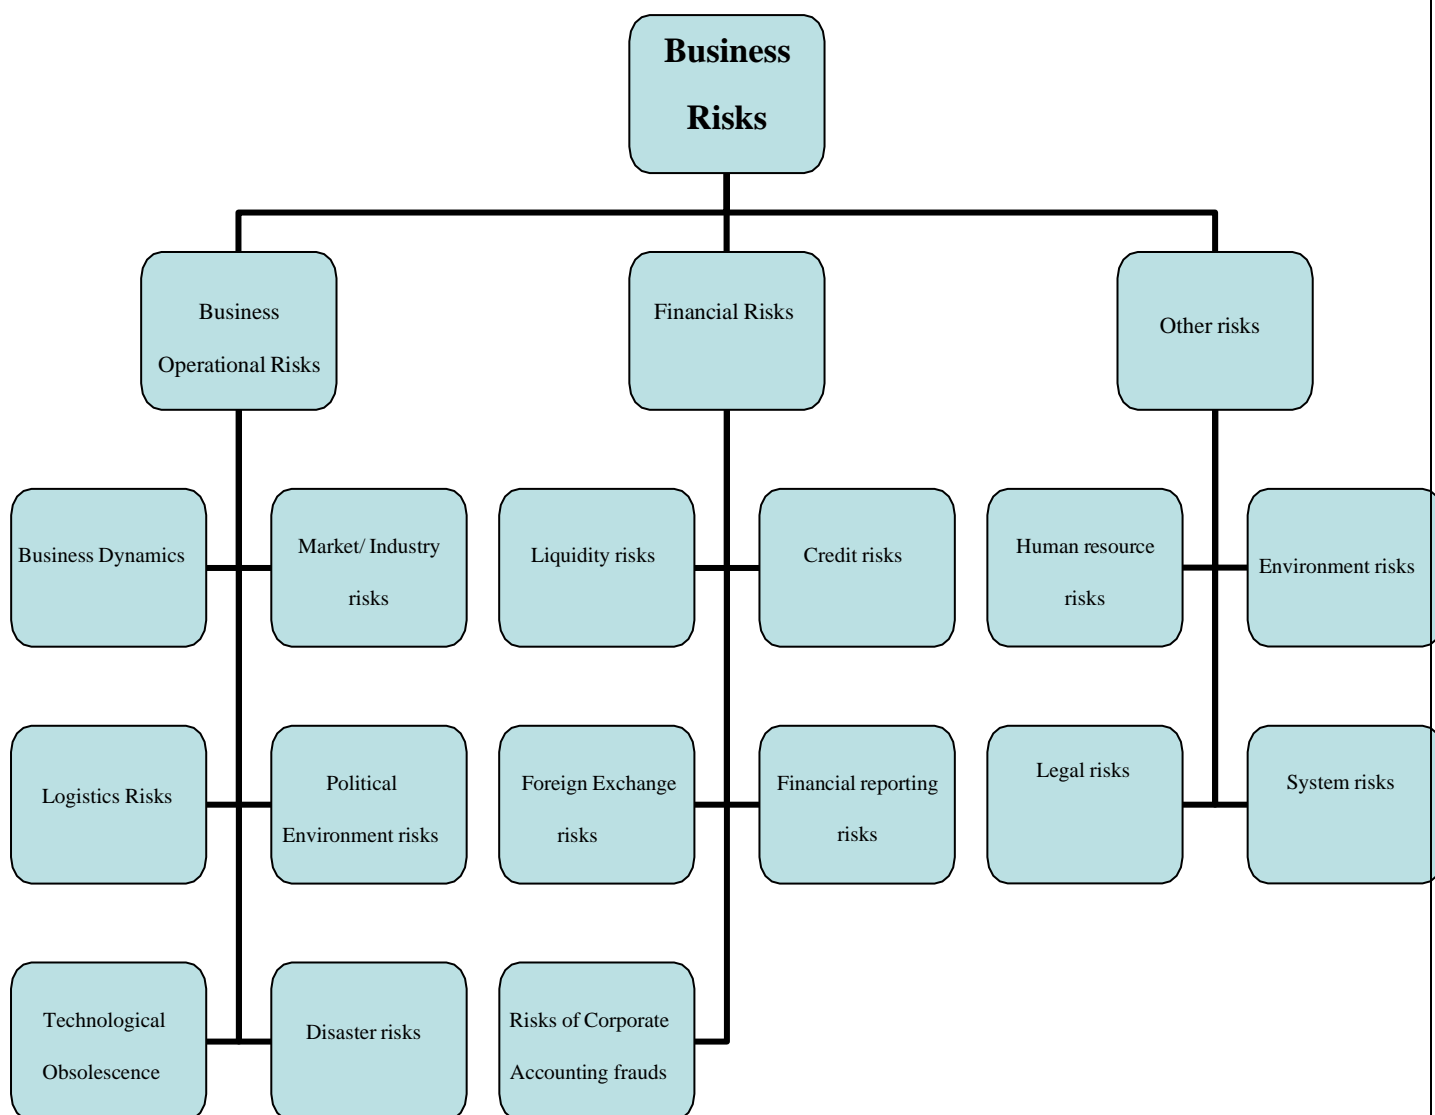 Business
Risks
Business
Operational Risks
Financial Risks
Other risks
Business Dynamics
Market/ Industry
risks
Liquidity risks
Credit risks
Human resource
risks
Environment risks
Logistics Risks
Political
Environment risks
Foreign Exchange
risks
Financial reporting
risks
Legal risks
System risks
Technological
Obsolescence
Disaster risks
Risks of Corporate
Accounting frauds